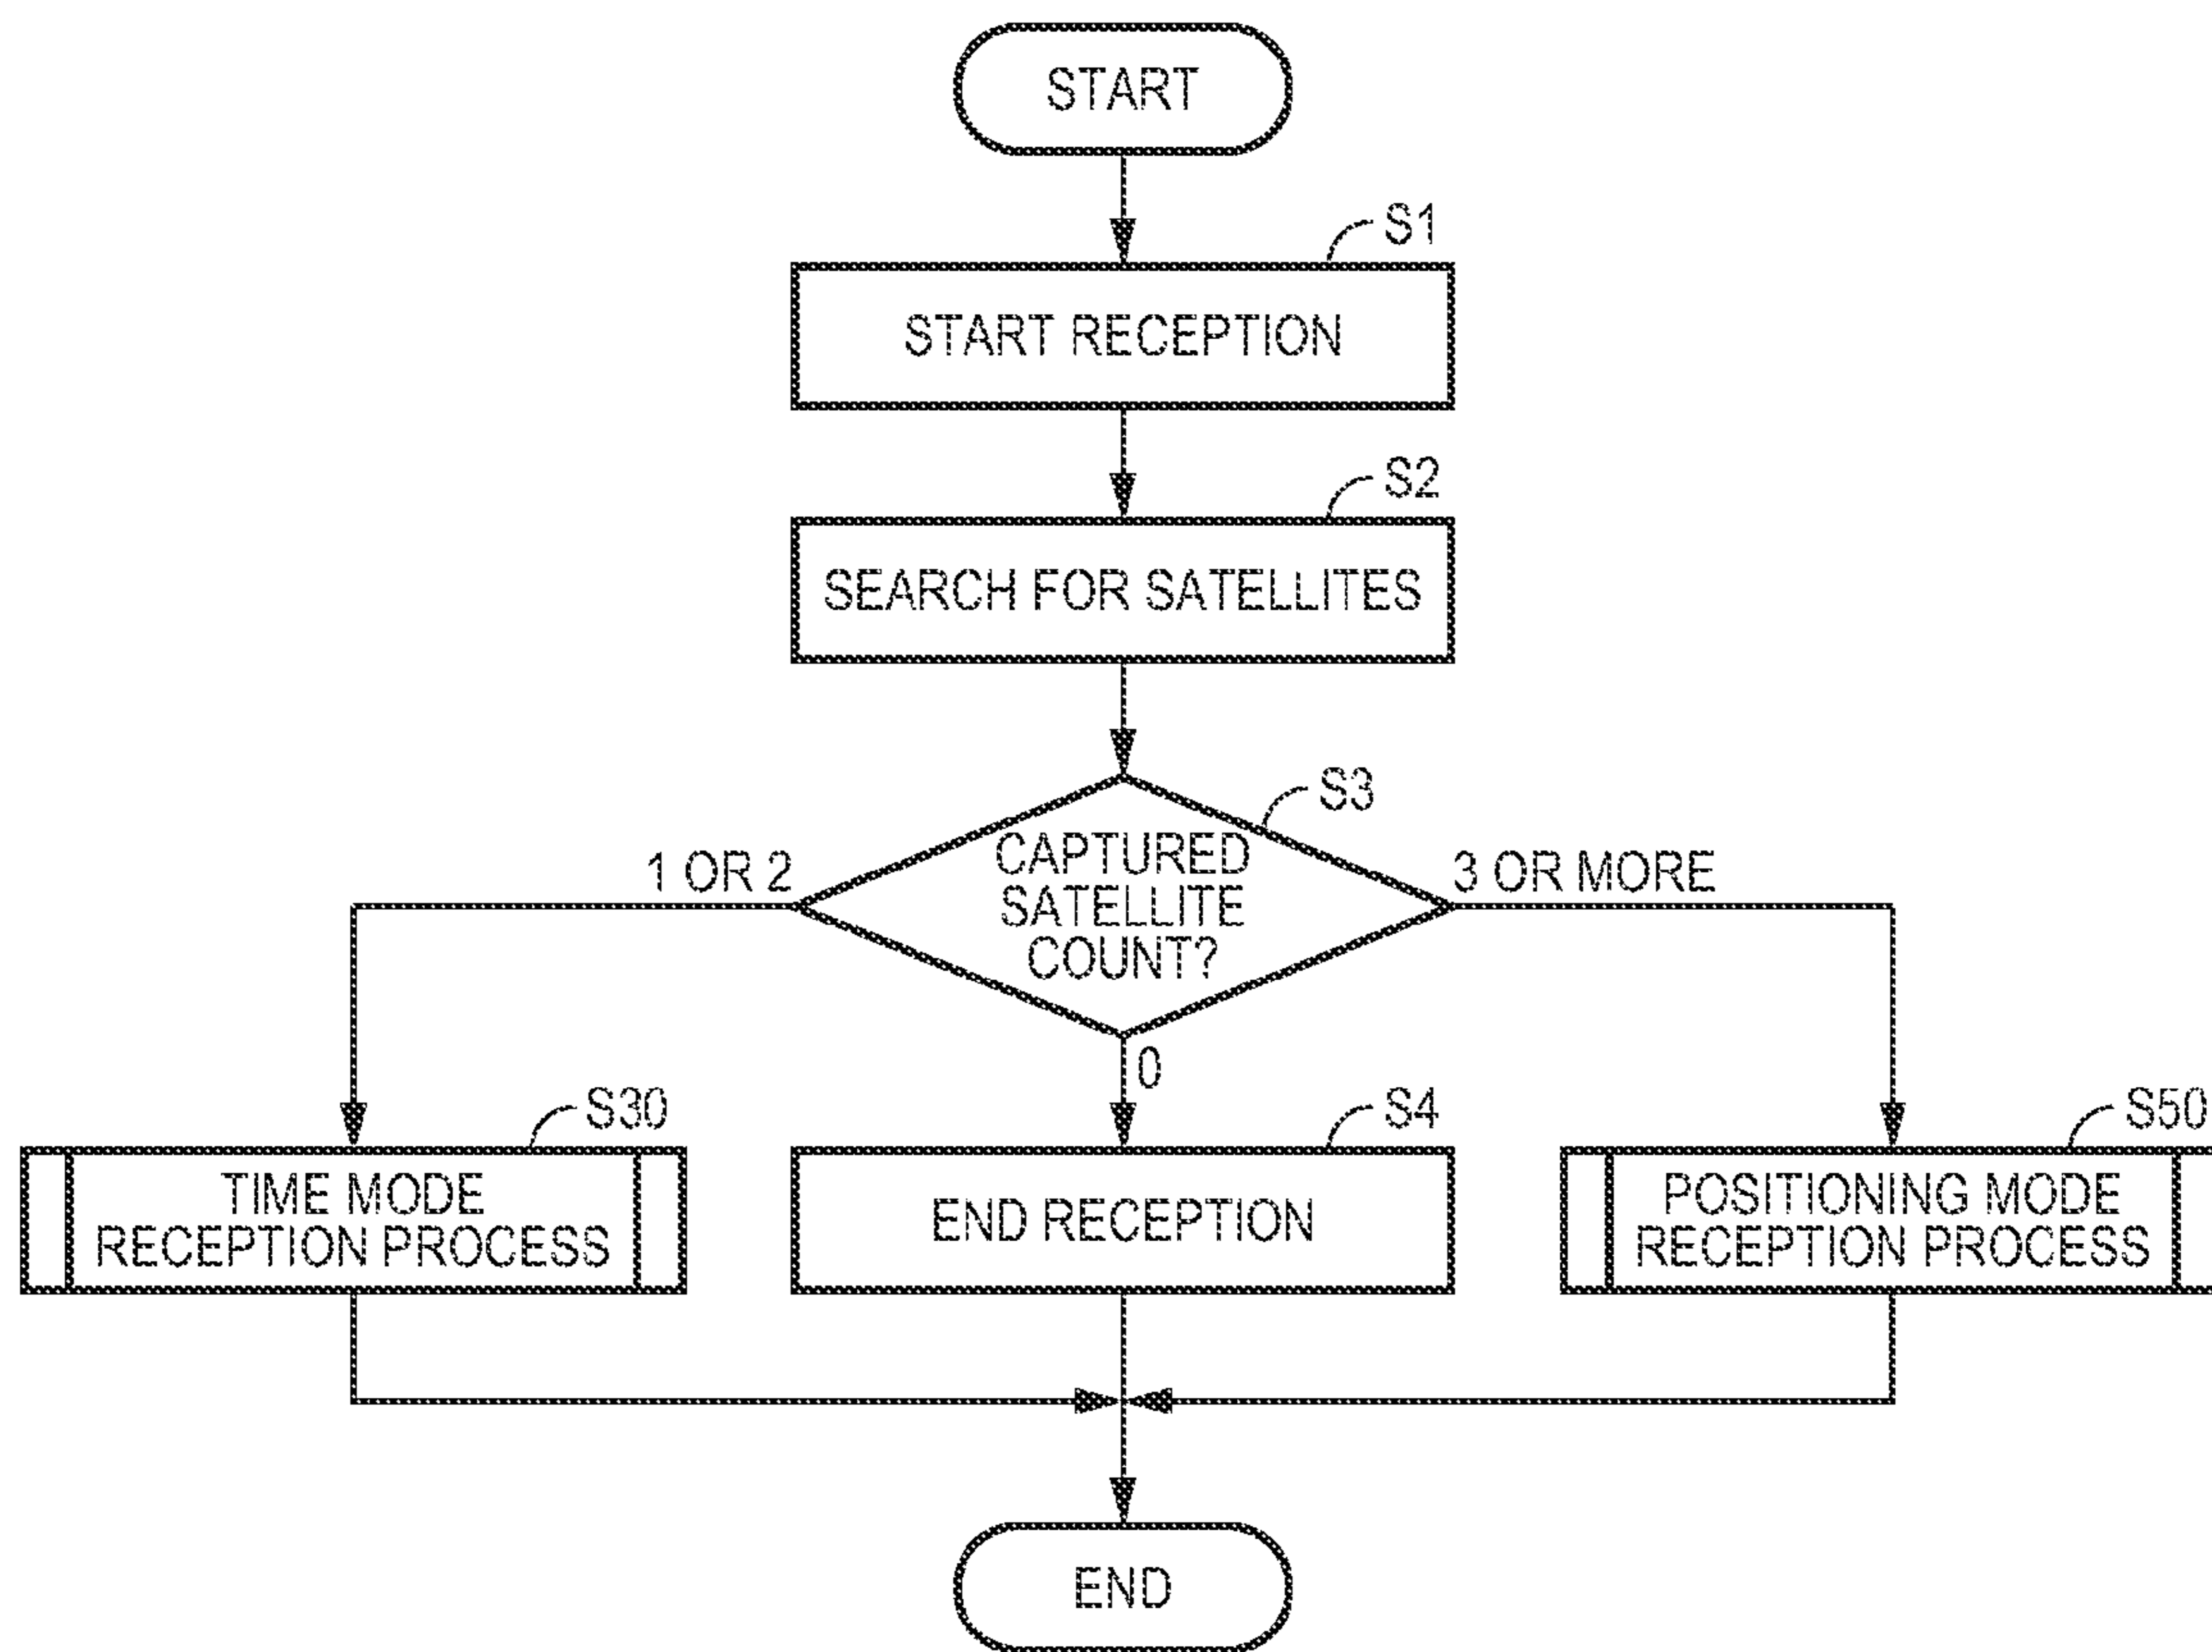 START
S1
START RECEPTION
S2
SEARCH FOR SATELLITES
S3
CAPTURED
SATELLITE
COUNT?
1 OR 2
3 OR MORE
0
S30
TIME MODE
RECEPTION PROCESS
S4
END RECEPTION
S50
POSITIONING MODE
RECEPTION PROCESS
END